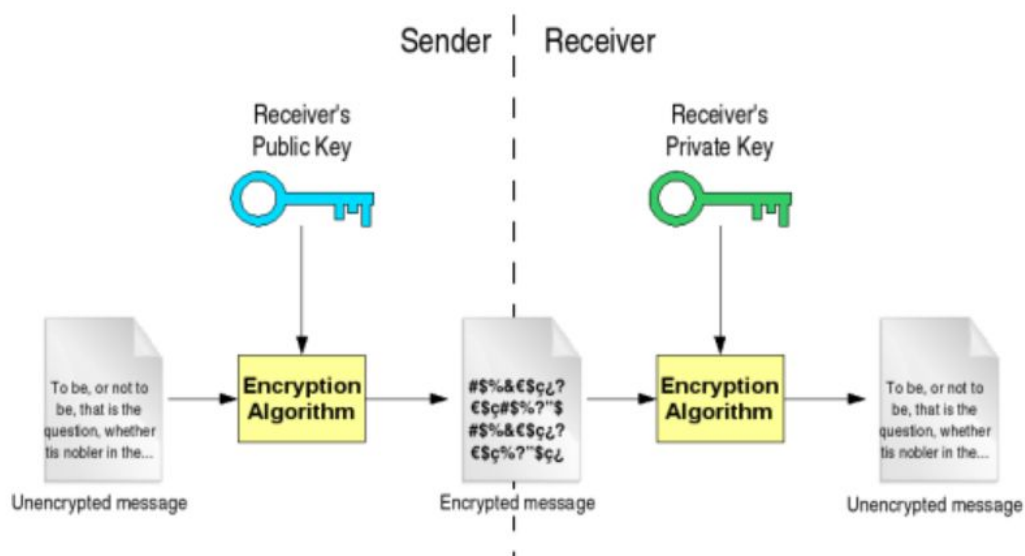 Sender
Receiver
Receiver's
Public Key
Receiver's
Private Key
To be, or not to
be, that is the
question, whether
tis nobler in the...
Encryption
Algorithm
#$%&€$ç¿?
€$ç#$%?"$
#$%&€$ç¿?
€$ç%?"$ç¿
Encryption
Algorithm
To be, or not to
be, that is the
question, whether
tis nobler in the...
Unencrypted message
Encrypted message
Unencrypted message